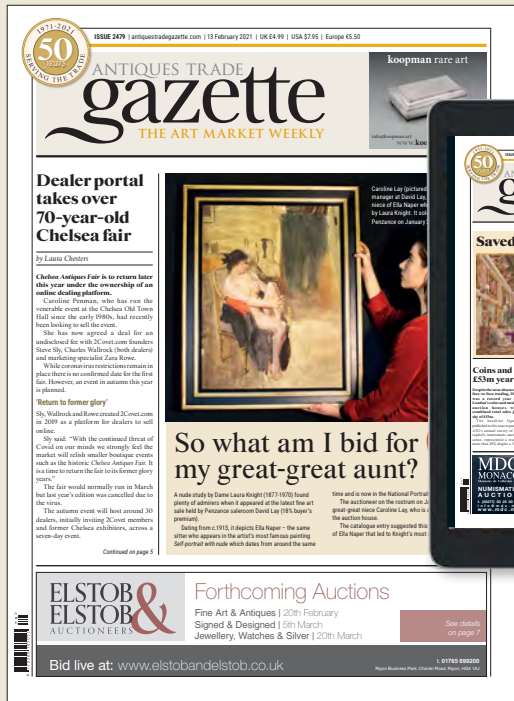 1971-2021
50
YEARS
SERVING THE TRADE
ISSUE 2479 | antiquestradegazette.com | 13 February 2021 | UK £4.99 | USA $7.95 | Europe €5.50
koopman rare art
ANTIQUES TRADE
gazette
THE ART MARKET WEEKLY
info@koopman.art
www.koo
Dealer portal
takes over
70-year-old
Chelsea fair
by Laura Chesters
Chelsea Antiques Fair is to return later
this year under the ownership of an
online dealing platform.
Caroline Penman, who has run the
venerable event at the Chelsea Old Town
Hall since the early 1980s, had recently
been looking to sell the event.
She has now agreed a deal for an
undisclosed fee with 2Covet.com founders
Steve Sly, Charles Wallrock (both dealers)
and marketing specialist Zara Rowe.
While coronavirus restrictions remain in
place there is no confirmed date for the first
fair. However, an event in autumn this year
is planned.
'Return to former glory'
Sly, Wallrock and Rowe created 2Covet.com
in 2019 as a platform for dealers to sell
online.
Sly said: "With the continued threat of
Covid on our minds we strongly feel the
market will relish smaller boutique events
such as the historic Chelsea Antiques Fair. It
is a time to return the fair to its former glory
years."
The fair would normally run in March
but last year's edition was cancelled due to
the virus.
The autumn event will host around 30
dealers, initially inviting 2Covet members
and former Chelsea exhibitors, across a
seven-day event.
Continued on page 5
Caroline Lay (pictured
manager at David Lay,
niece of Ella Naper wh
by Laura Knight. It sol
Penzance on January
So what am I bid for
my great-great aunt?
A nude study by Dame Laura Knight (1877-1970) found
plenty of admirers when it appeared at the latest fine art
sale held by Penzance saleroom David Lay (18% buyer's
premium).
Dating from c.1913, it depicts Ella Naper – the same
sitter who appears in the artist's most famous painting
Self-portrait with nude which dates from around the same
time and is now in the National Portrai
The auctioneer on the rostrum on Ja
great-great niece Caroline Lay, who is
the auction house.
The catalogue entry suggested this
of Ella Naper that led to Knight's most
50
Saved
Coins and
£53m year
MDC
MONACO
NUMISMATI
AUCTIO
ELSTOB
&
ELSTOB
AUCTIONEERS
Forthcoming Auctions
Fine Art & Antiques | 20th February
Signed & Designed | 5th March
Jewellery, Watches & Silver | 20th March
See details
on page 7
Bid live at: www.elstobandelstob.co.uk
t. 01765 699200
Ripon Business Park, Charter Road, Ripon, HG4 1AJ